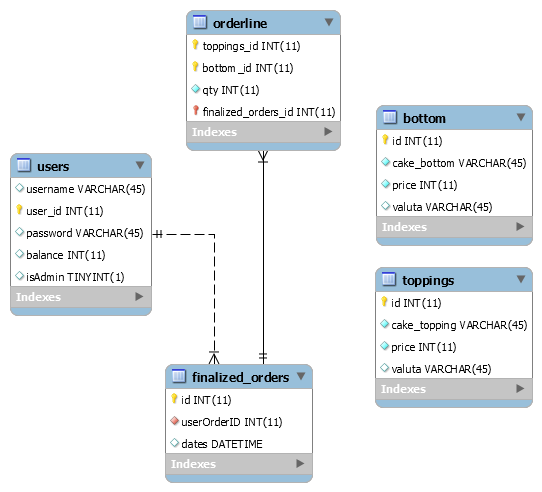 orderline
toppings_id INT(11)
bottom_id INT(11)
qty INT(11)
finalized_orders_id INT(11)
Indexes
users
username VARCHAR(45)
user_id INT(11)
password VARCHAR(45)
balance INT(11)
isAdmin TINYINT(1)
Indexes
bottom
id INT(11)
cake_bottom VARCHAR(45)
price INT(11)
valuta VARCHAR(45)
Indexes
toppings
id INT(11)
cake_topping VARCHAR(45)
price INT(11)
valuta VARCHAR(45)
Indexes
finalized_orders
id INT(11)
userOrderID INT(11)
dates DATETIME
Indexes